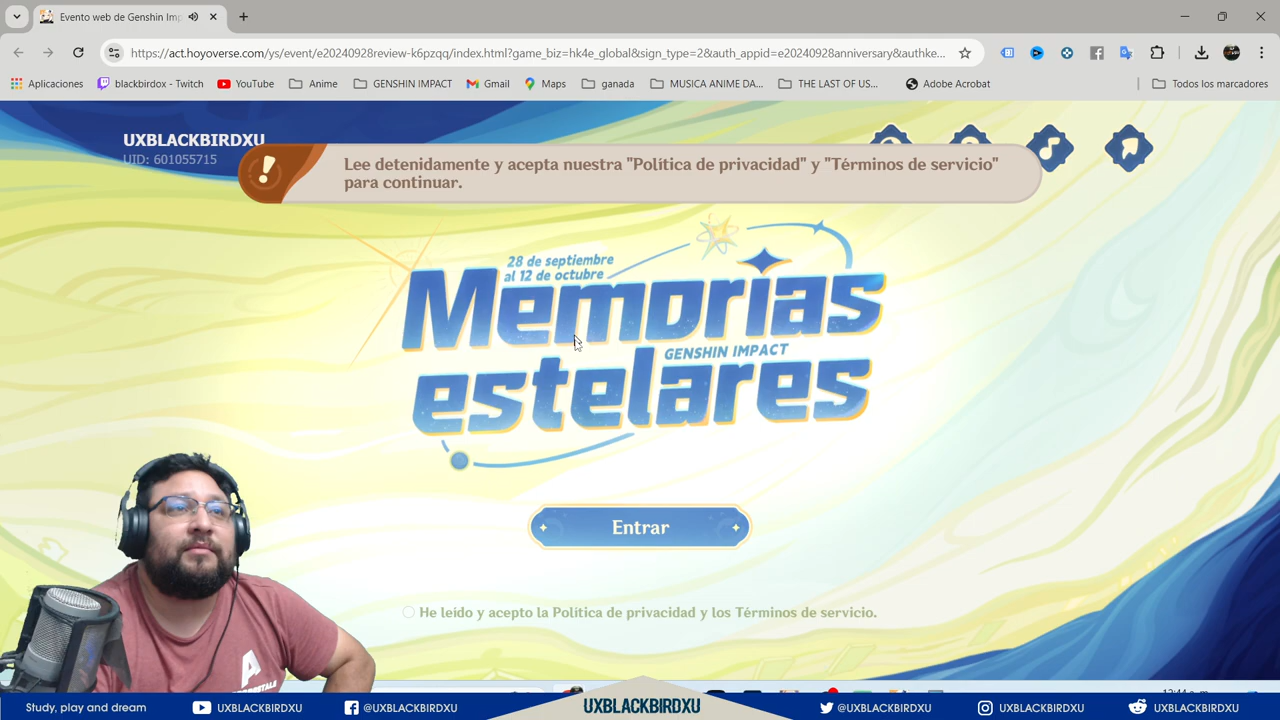 Evento web de Genshin Imp
https://act.hoyoverse.com/ys/event/e20240928review-k6pzqq/index.html?game_biz=hk4e_global&sign_type=2&auth_appid=e20240928anniversary&authke...
Aplicaciones
blackbirdox - Twitch
YouTube
Anime
GENSHIN IMPACT
Gmail
Maps
ganada
MUSICA ANIME DA...
THE LAST OF US...
Adobe Acrobat
Todos los marcadores
UXBLACKBIRDXU
UID: 601055715
Lee detenidamente y acepta nuestra "Política de privacidad" y "Términos de servicio"
para continuar.
28 de septiembre
al 12 de octubre
Memorias
GENSHIN IMPACT
estelares
Entrar
He leído y acepto la Política de privacidad y los Términos de servicio.
Study, play and dream
UXBLACKBIRDXU
@UXBLACKBIRDXU
UXBLACKBIRDXU
@UXBLACKBIRDXU
UXBLACKBIRDXU
UXBLACKBIRDXU